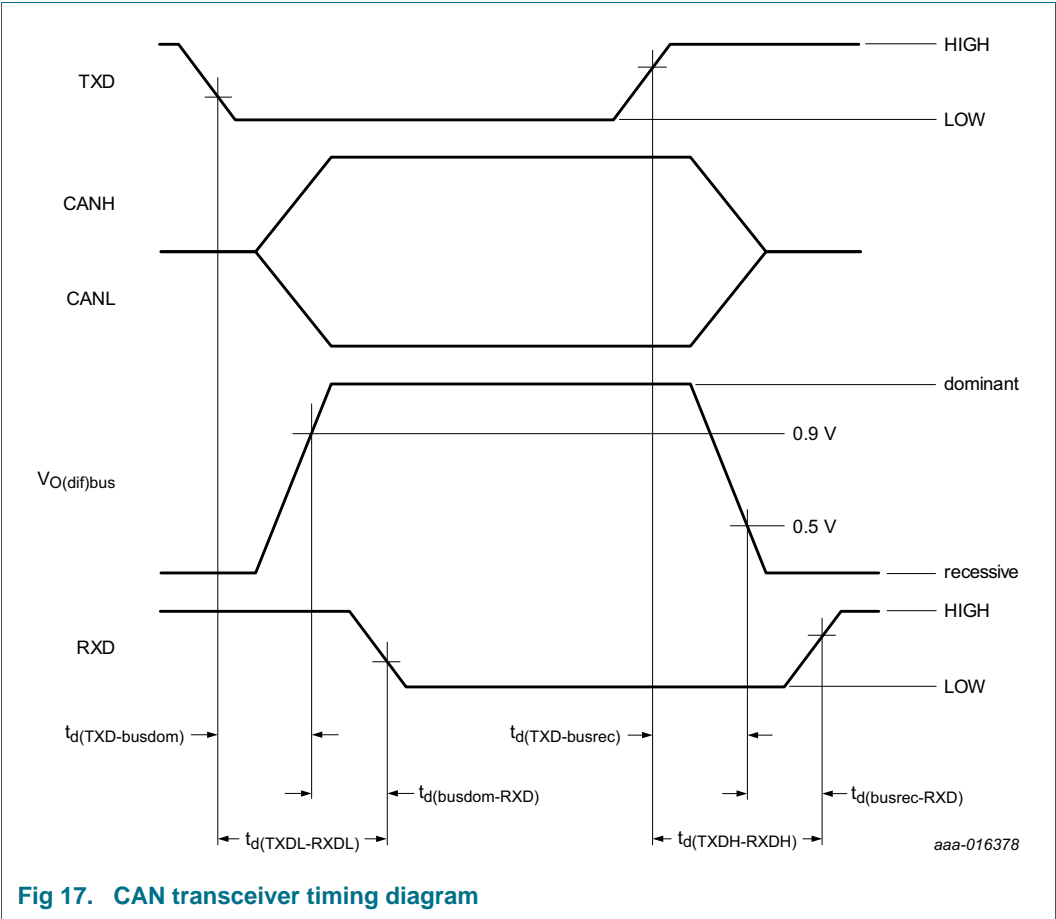 HIGH
TXD
LOW
CANH
CANL
dominant
0.9 V
VO(dif)bus
0.5 V
recessive
HIGH
RXD
LOW
td(TXD-busdom)
td(TXD-busrec)
td(busdom-RXD)
td(busrec-RXD)
td(TXDL-RXDL)
td(TXDH-RXDH)
aaa-016378
Fig 17. CAN transceiver timing diagram